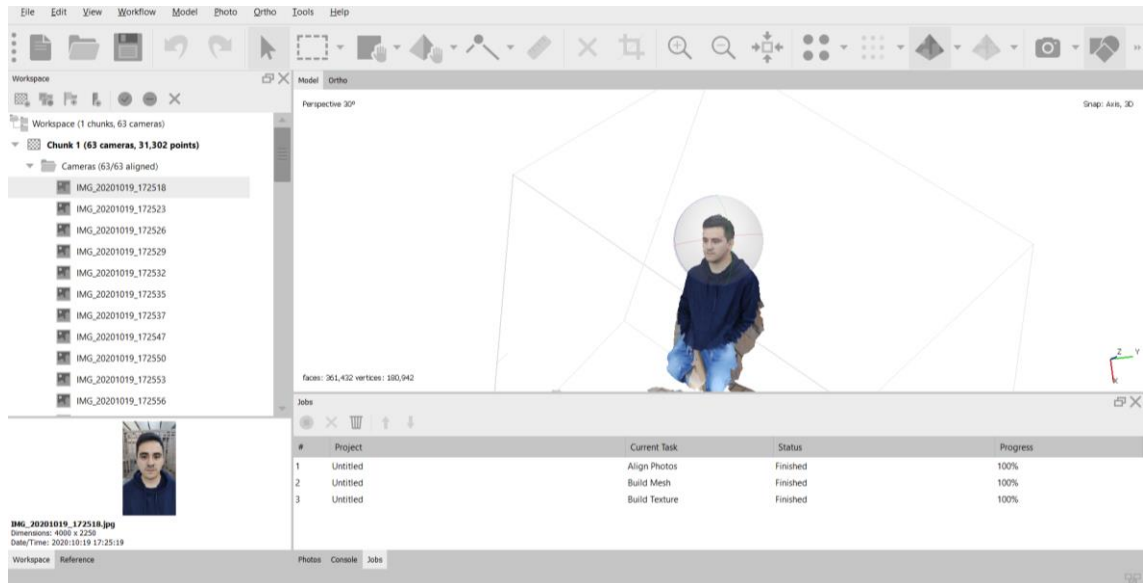 File Edit View Workflow Model Photo Ortho Tools Help
Workspace
Model Ortho
Perspective 30°
Snap: Axis, 3D
Workspace (1 chunks, 63 cameras)
Chunk 1 (63 cameras, 31,302 points)
Cameras (63/63 aligned)
IMG_20201019_172518
IMG_20201019_172523
IMG_20201019_172526
IMG_20201019_172529
IMG_20201019_172532
IMG_20201019_172535
IMG_20201019_172537
IMG_20201019_172547
IMG_20201019_172550
IMG_20201019_172553
IMG_20201019_172556
Z Y
X
faces: 361,432 vertices: 180,942
Jobs
# Project Current Task Status Progress
1 Untitled Align Photos Finished 100%
2 Untitled Build Mesh Finished 100%
3 Untitled Build Texture Finished 100%
IMG_20201019_172518.jpg
Dimensions: 4000 x 2250
Date/Time: 2020:10:19 17:25:19
Workspace Reference
Photos Console Jobs